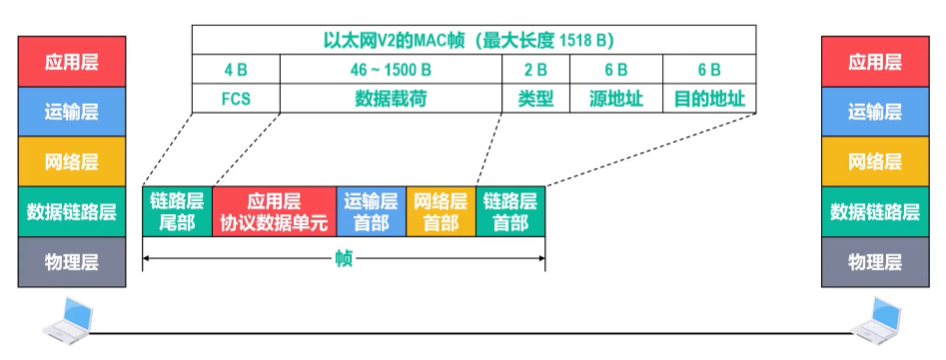 以太网V2的MAC帧（最大长度 1518 B）
4 B
46 ~ 1500 B
2 B
6 B
6 B
FCS
数据载荷
类型
源地址
目的地址
应用层
运输层
网络层
数据链路层
物理层
链路层
尾部
应用层
协议数据单元
运输层
首部
网络层
首部
链路层
首部
帧
应用层
运输层
网络层
数据链路层
物理层